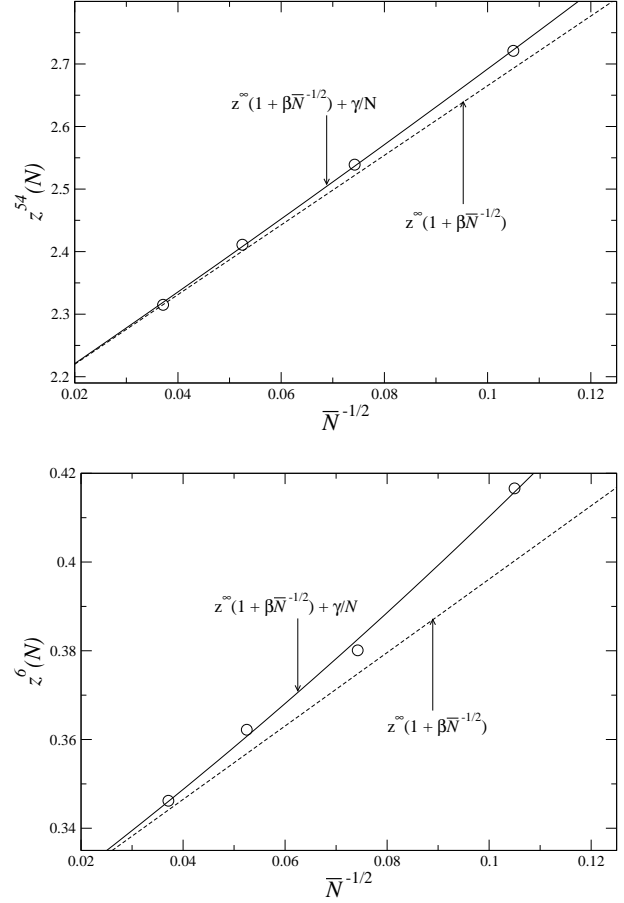 2.7
2.6
2.5
2.4
2.3
2.2
z^54(N)
z^∞(1 + βN̅^-1/2) + γ/N
z^∞(1 + βN̅^-1/2)
0.02 0.04 0.06 0.08 0.1 0.12
N̅^-1/2
0.42
0.4
0.38
0.36
0.34
z^6(N)
z^∞(1 + βN̅^-1/2) + γ/N
z^∞(1 + βN̅^-1/2)
0.02 0.04 0.06 0.08 0.1 0.12
N̅^-1/2